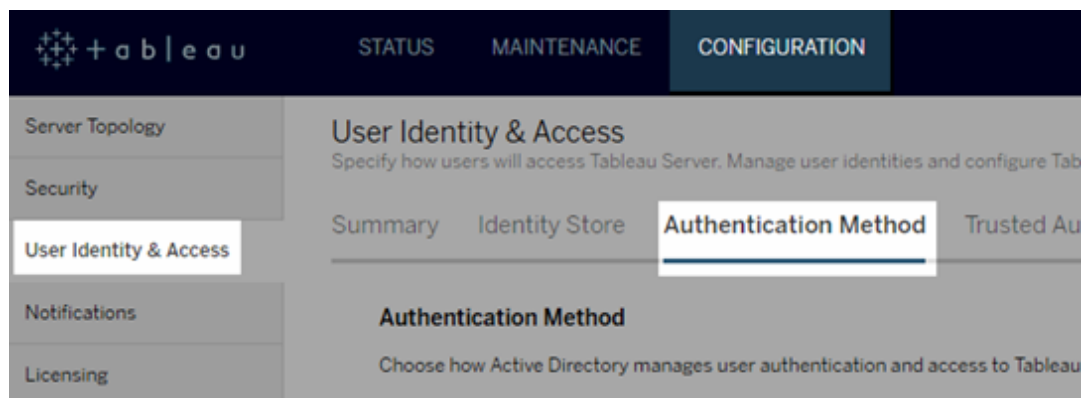 + a b | e a u
STATUS
MAINTENANCE
CONFIGURATION
Server Topology
Security
User Identity & Access
Notifications
Licensing
User Identity & Access
Specify how users will access Tableau Server. Manage user identities and configure Tab
Summary
Identity Store
Authentication Method
Trusted Au
Authentication Method
Choose how Active Directory manages user authentication and access to Tableau